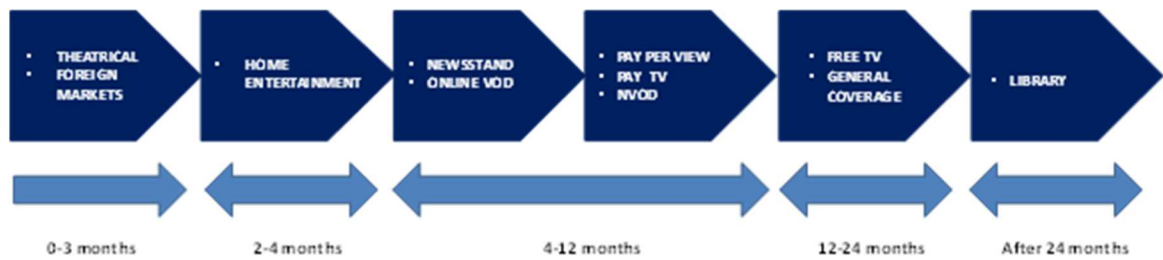 THEATRICAL
FOREIGN
MARKETS
HOME
ENTERTAINMENT
NEWSSTAND
ONLINE VOD
PAY PER VIEW
PAY TV
NVOD
FREE TV
GENERAL
COVERAGE
LIBRARY
0-3 months
2-4 months
4-12 months
12-24 months
After 24 months